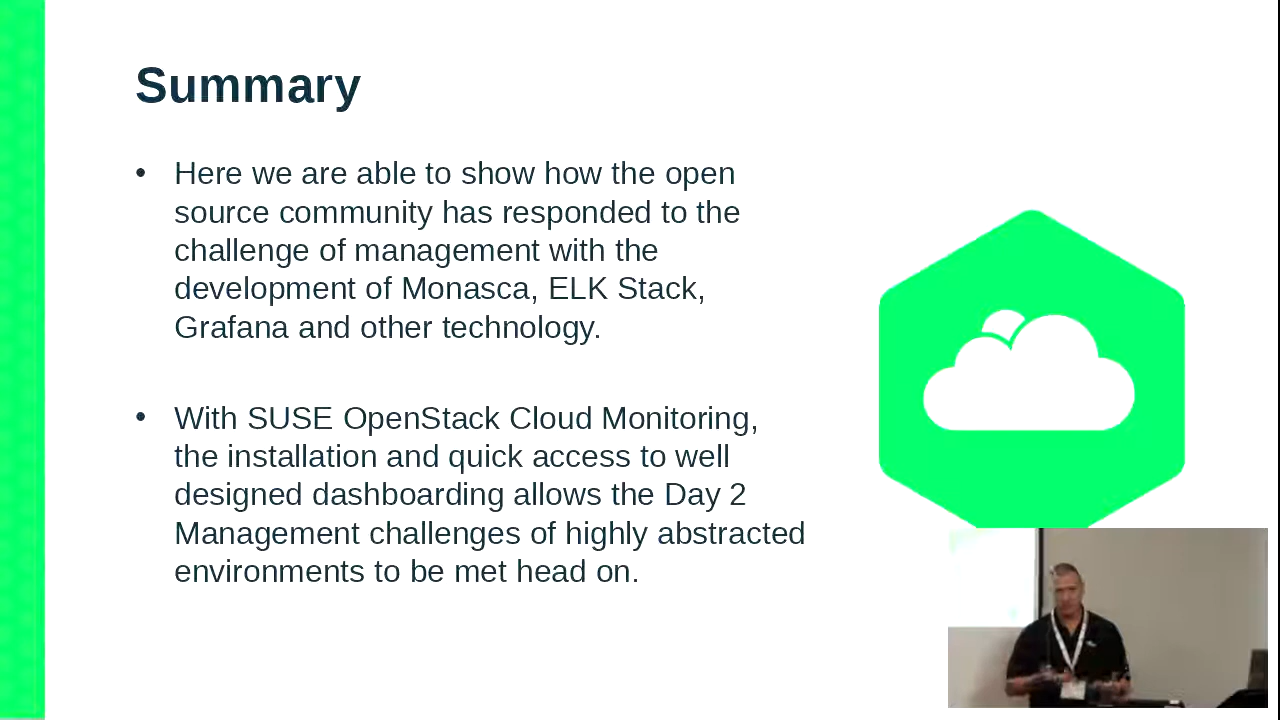 Summary
• Here we are able to show how the open
source community has responded to the
challenge of management with the
development of Monasca, ELK Stack,
Grafana and other technology.
• With SUSE OpenStack Cloud Monitoring,
the installation and quick access to well
designed dashboarding allows the Day 2
Management challenges of highly abstracted
environments to be met head on.